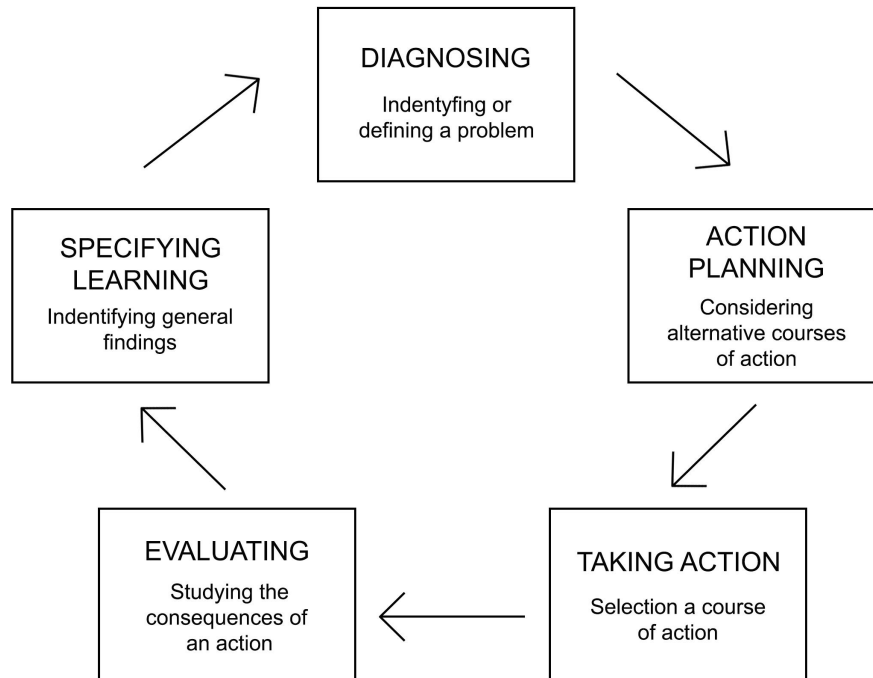 DIAGNOSING
Indentyfing or
defining a problem
ACTION
PLANNING
Considering
alternative courses
of action
TAKING ACTION
Selection a course
of action
EVALUATING
Studying the
consequences of
an action
SPECIFYING
LEARNING
Indentifying general
findings